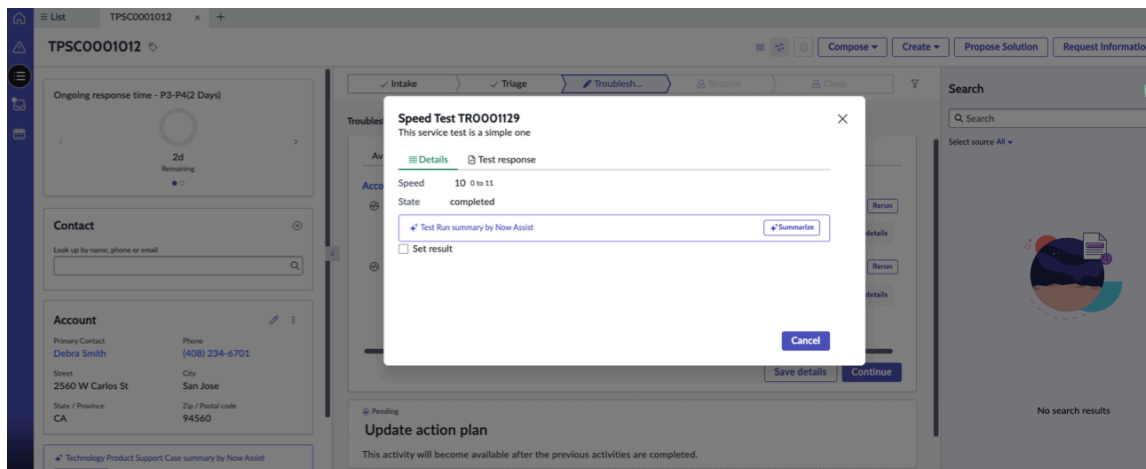 List
TPSC0001012
TPSC0001012
Compose
Create
Propose Solution
Request Informatio
Ongoing response time - P3-P4(2 Days)
2d
Remaining
Contact
Look up by name, phone or email
Account
Primary Contact
Phone
Debra Smith
(408) 234-6701
Street
City
2560 W Carlos St
San Jose
State / Province
Zip / Postal code
CA
94560
Technology Product Support Case summary by Now Assist
Intake
Triage
Troublesh...
Resolve
Close
Troubles
Av
Acco
Rerun
details
Rerun
details
Speed Test TR0001129
This service test is a simple one
Details
Test response
Speed 10 0 to 11
State completed
Test Run summary by Now Assist
Summarize
Set result
Cancel
Save details
Continue
Pending
Update action plan
This activity will become available after the previous activities are completed.
Search
Search
Select source All
No search results